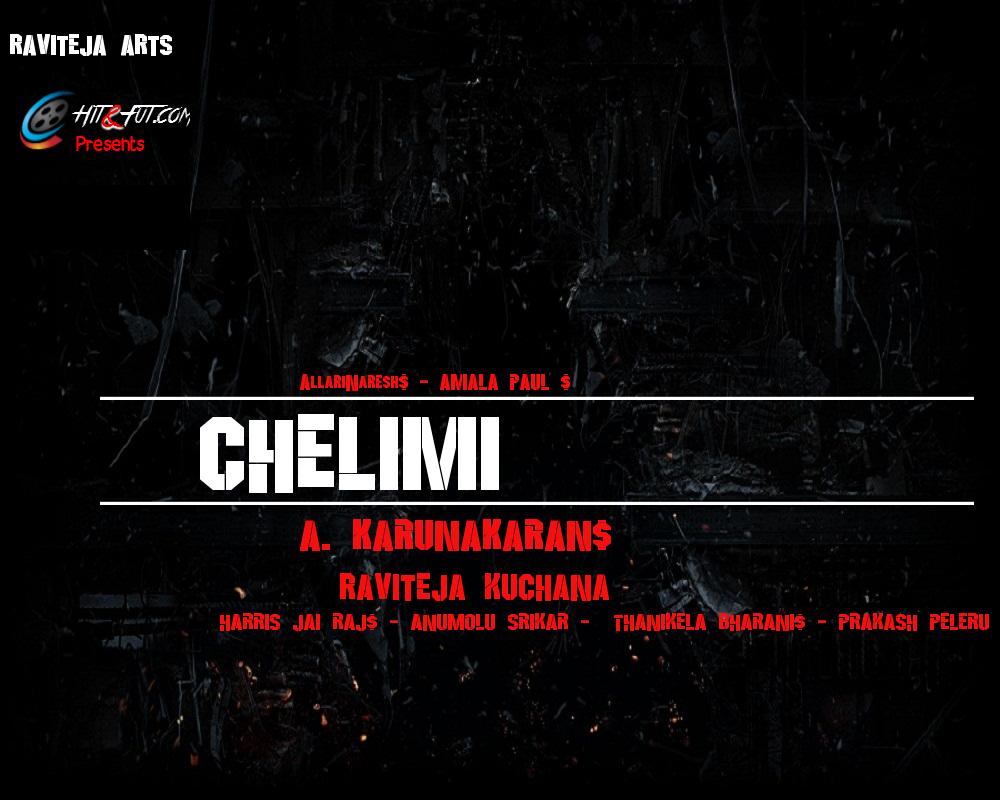 RAVITEJA ARTS
HIT&FUT.COM
Presents
ALLARINARESH$ - AMALA PAUL $
CHELIMI
A. KARUNAKARAN$
RAVITEJA KUCHANA
HARRIS JAI RAJ$ - ANUMOLU SRIKAR - THANIKELA BHARANI$ - PRAKASH PELERU